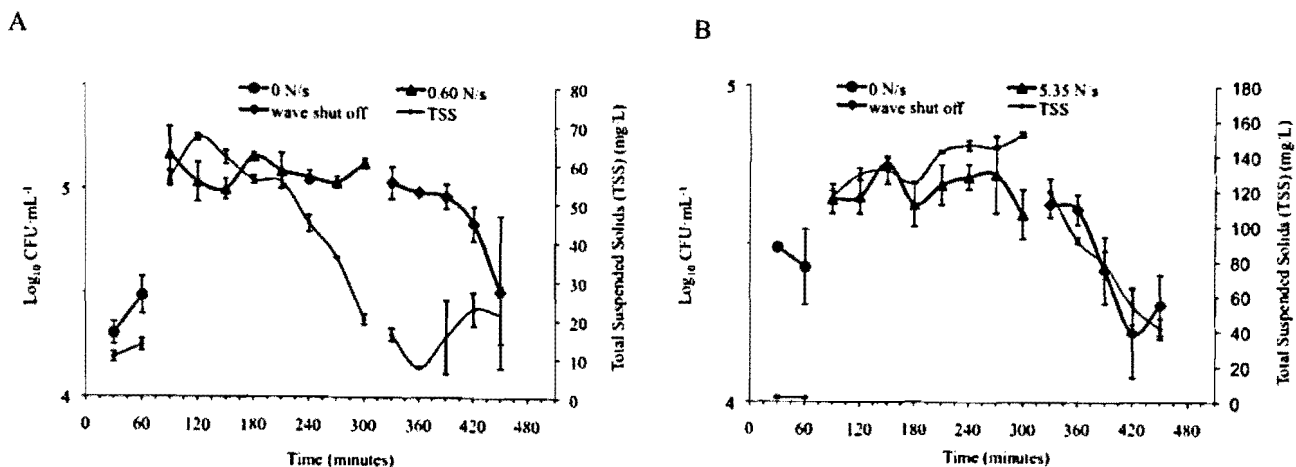 A
0 N/s
0.60 N/s
wave shut off
TSS
Log10 CFU·mL-1
5
4
0
60
120
180
240
300
360
420
480
Time (minutes)
80
70
60
50
40
30
20
10
0
Total Suspended Solids (TSS) (mg/L)
B
0 N/s
5.35 N/s
wave shut off
TSS
Log10 CFU·mL-1
5
4
0
60
120
180
240
300
360
420
480
Time (minutes)
180
160
140
120
100
80
60
40
20
0
Total Suspended Solids (TSS) (mg/L)